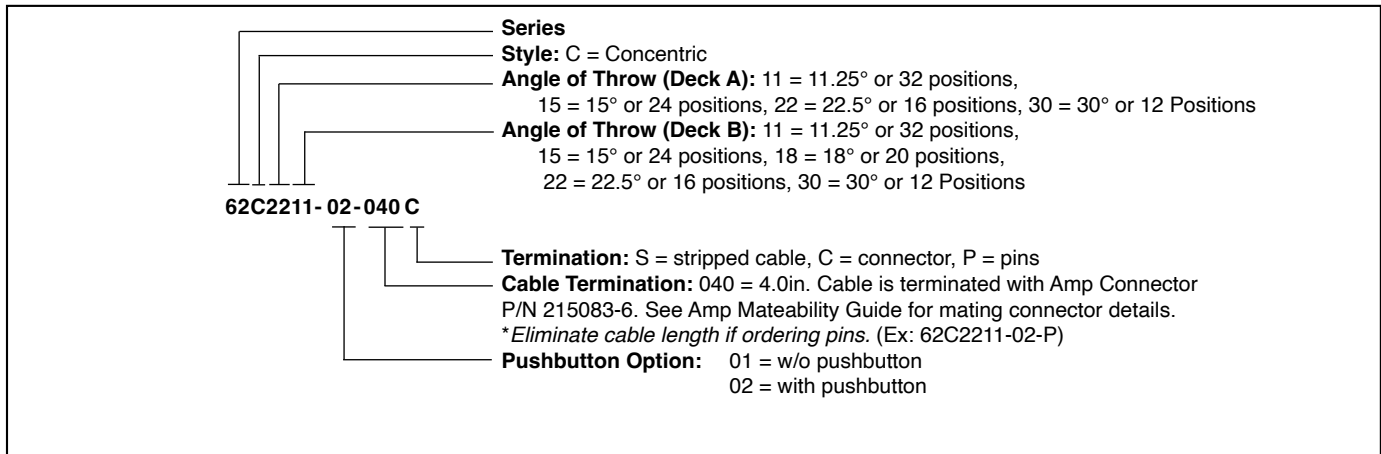 Series
Style: C = Concentric
Angle of Throw (Deck A): 11 = 11.25° or 32 positions,
15 = 15° or 24 positions, 22 = 22.5° or 16 positions, 30 = 30° or 12 Positions
Angle of Throw (Deck B): 11 = 11.25° or 32 positions,
15 = 15° or 24 positions, 18 = 18° or 20 positions,
22 = 22.5° or 16 positions, 30 = 30° or 12 Positions
62C2211- 02-040 C
Termination: S = stripped cable, C = connector, P = pins
Cable Termination: 040 = 4.0in. Cable is terminated with Amp Connector
P/N 215083-6. See Amp Mateability Guide for mating connector details.
*Eliminate cable length if ordering pins. (Ex: 62C2211-02-P)
Pushbutton Option: 01 = w/o pushbutton
02 = with pushbutton